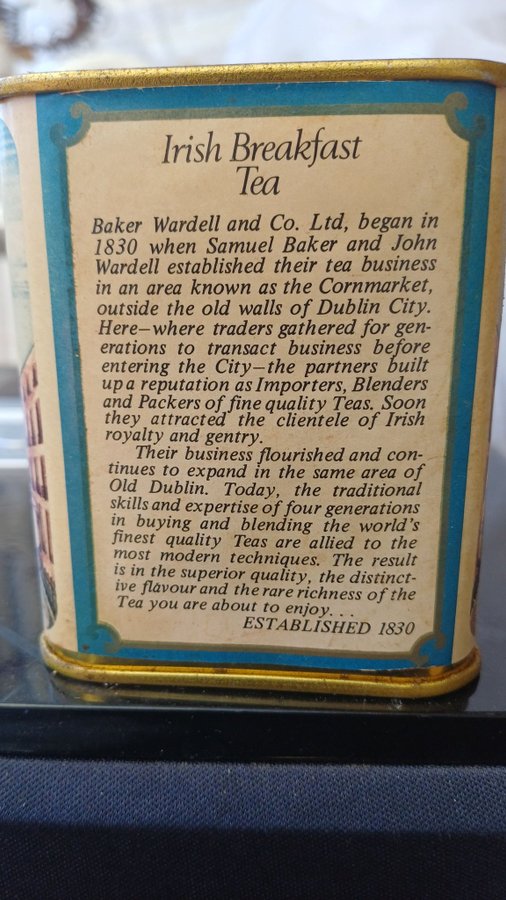 Irish Breakfast
Tea
Baker Wardell and Co. Ltd, began in
1830 when Samuel Baker and John
Wardell established their tea business
in an area known as the Cornmarket,
outside the old walls of Dublin City.
Here—where traders gathered for gen-
erations to transact business before
entering the City—the partners built
up a reputation as Importers, Blenders
and Packers of fine quality Teas. Soon
they attracted the clientele of Irish
royalty and gentry.
Their business flourished and con-
tinues to expand in the same area of
Old Dublin. Today, the traditional
skills and expertise of four generations
in buying and blending the world's
finest quality Teas are allied to the
most modern techniques. The result
is in the superior quality, the distinct-
ive flavour and the rare richness of the
Tea you are about to enjoy...
ESTABLISHED 1830